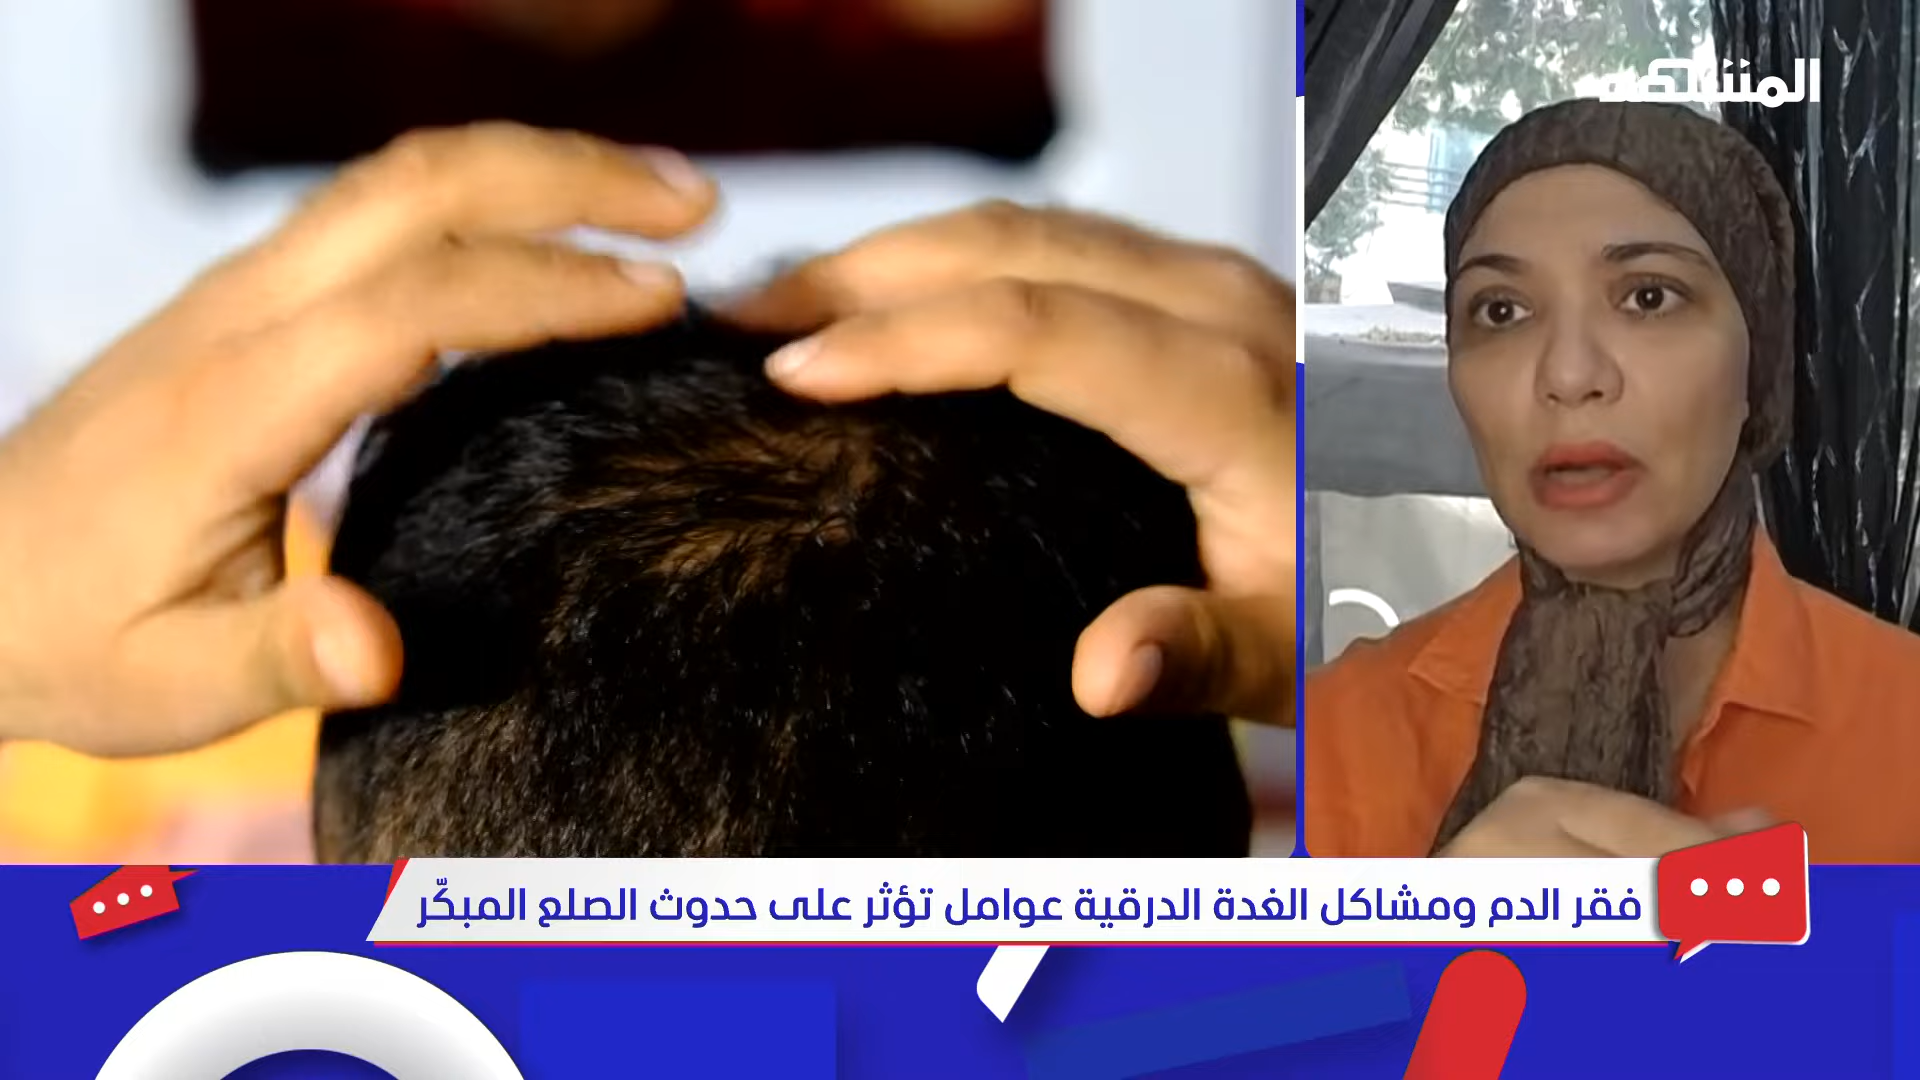 المشهد
فقر الدم ومشاكل الغدة الدرقية عوامل تؤثر على حدوث الصلع المبكّر